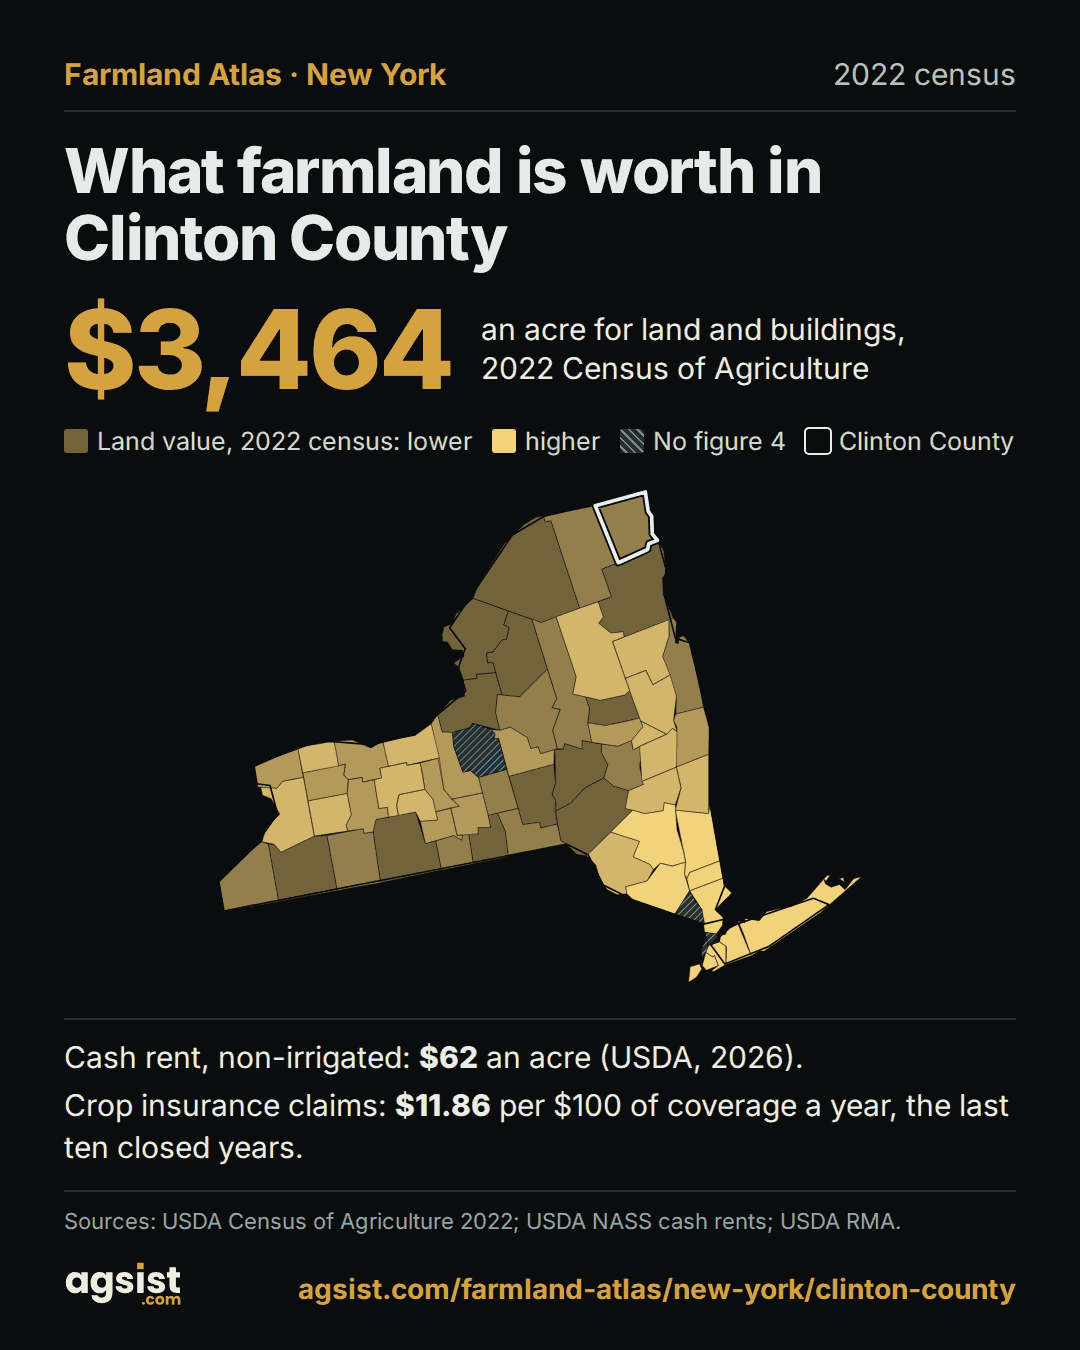 Farmland Atlas · New York
2022 census
What farmland is worth in
Clinton County
$3,464
an acre for land and buildings,
2022 Census of Agriculture
Land value, 2022 census: lower higher No figure 4 Clinton County
Cash rent, non-irrigated: $62 an acre (USDA, 2026).
Crop insurance claims: $11.86 per $100 of coverage a year, the last
ten closed years.
Sources: USDA Census of Agriculture 2022; USDA NASS cash rents; USDA RMA.
agsist
.com
agsist.com/farmland-atlas/new-york/clinton-county